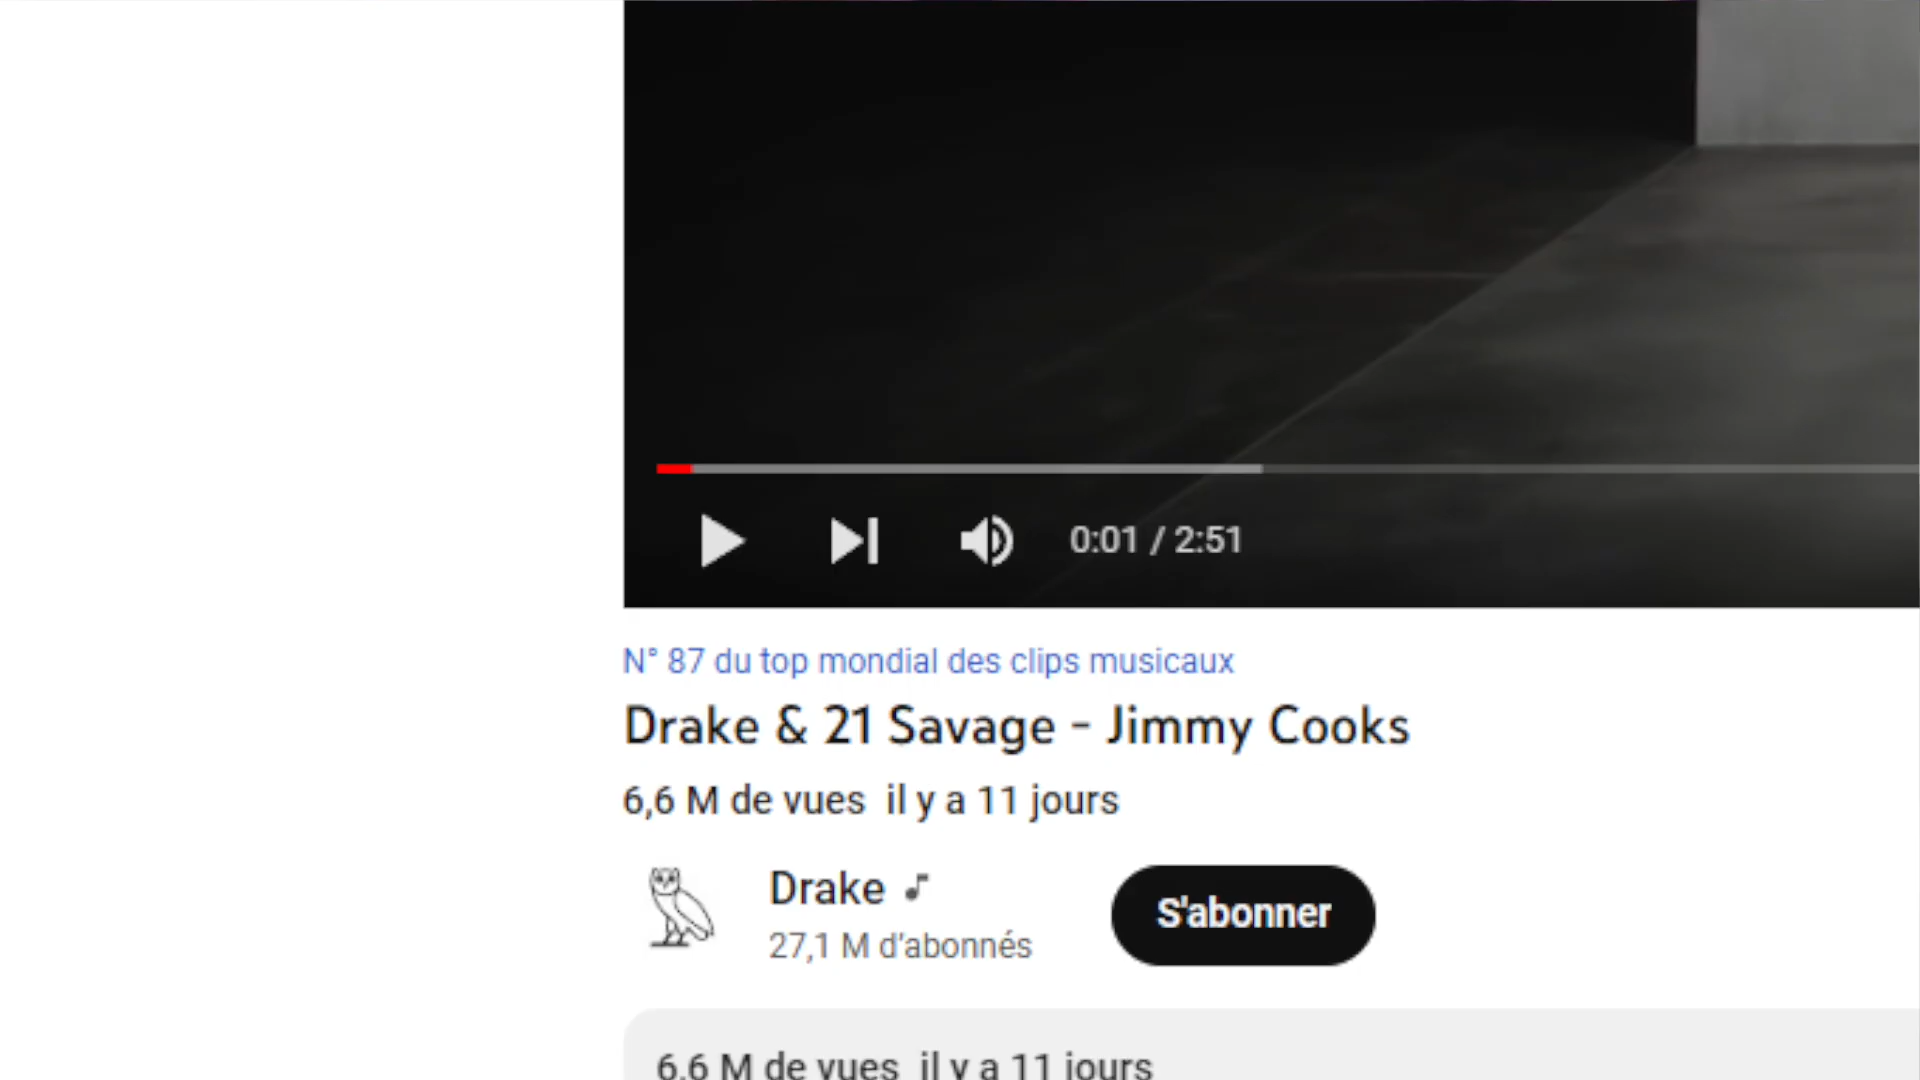 0:01 / 2:51
N° 87 du top mondial des clips musicaux
Drake & 21 Savage - Jimmy Cooks
6,6 M de vues il y a 11 jours
Drake
27,1 M d'abonnés
S'abonner
6,6 M de vues il y a 11 jours